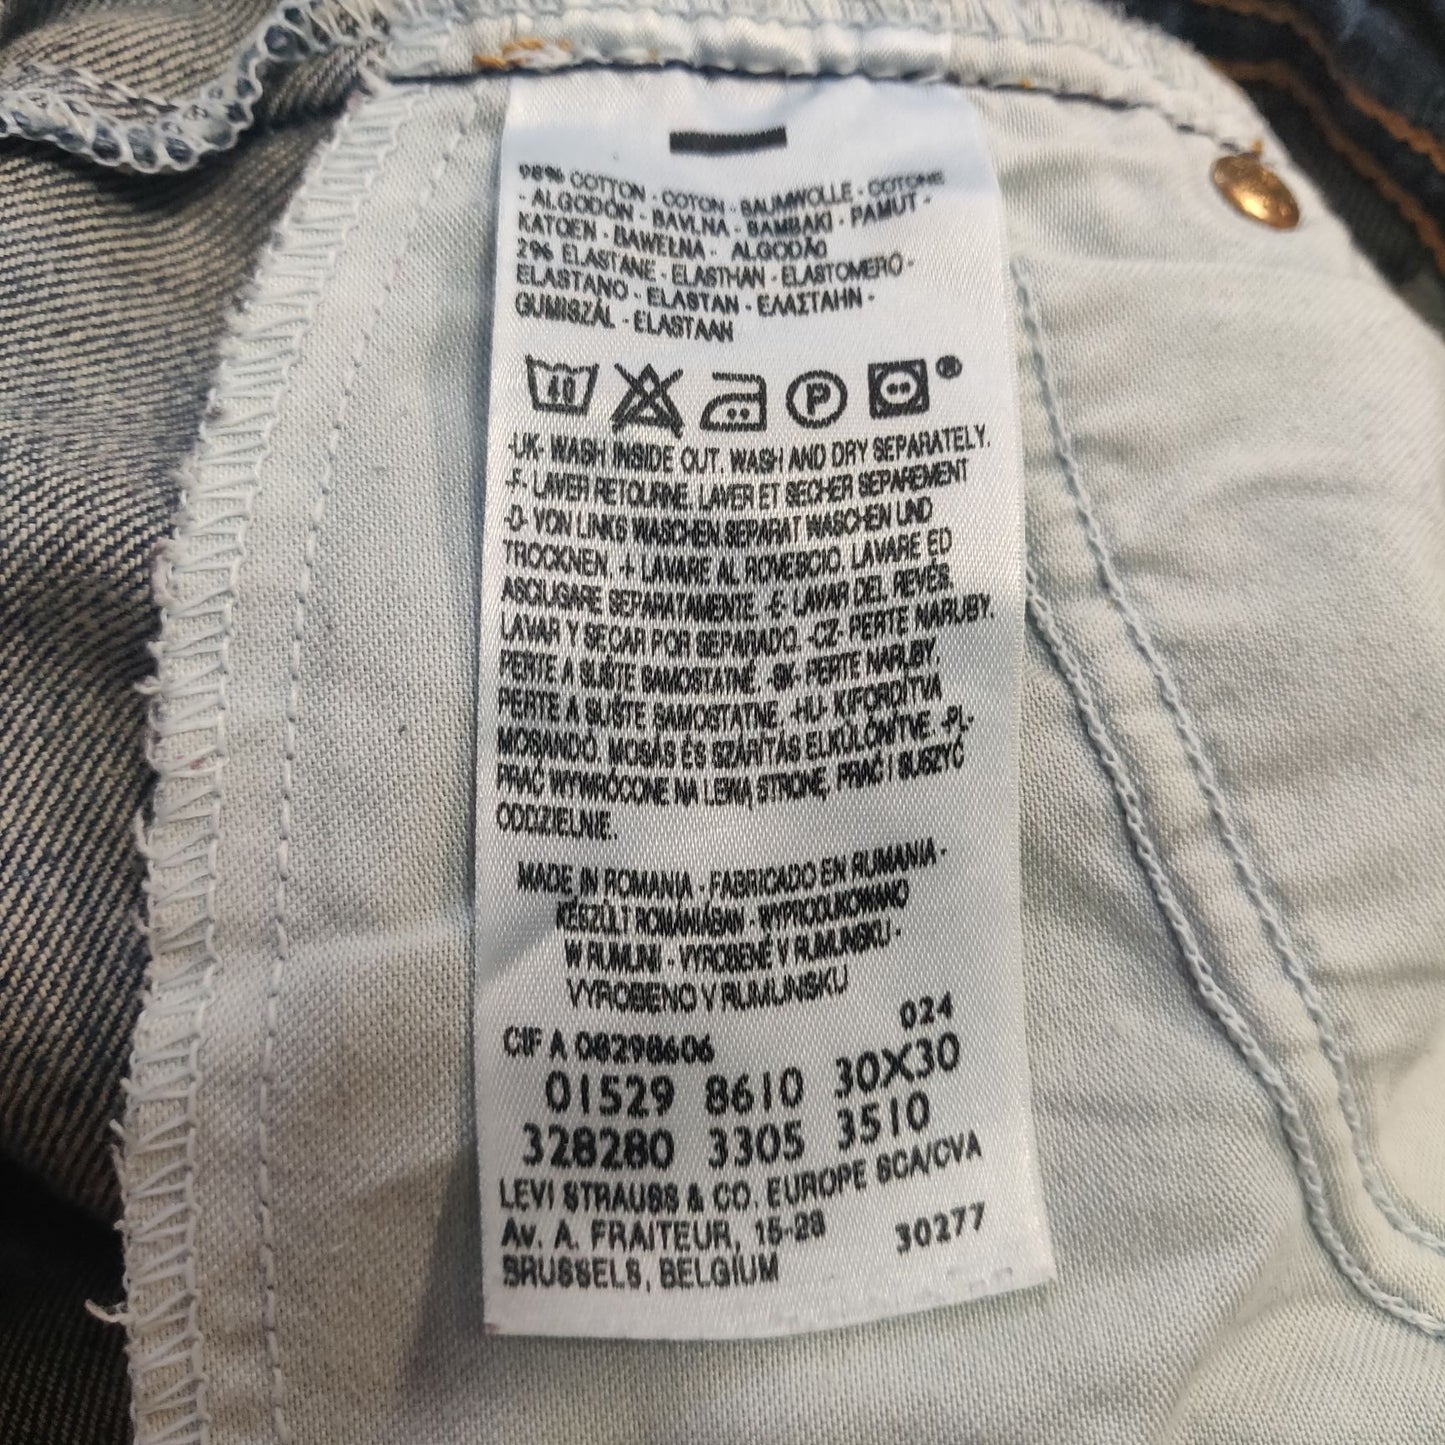 98% COTTON - COTON - BAUMWOLLE - COTONE
- ALGODÓN - BAVLNA - BAMBAKI - PAMUT -
KATOEN - BAWEŁNA - ALGODÃO
2% ELASTANE - ELASTHAN - ELASTOMERO -
ELASTANO - ELASTAN - ΕΛΑΣΤΑΗΝ -
GUMISZÁL - ELASTAAN
40 P ®
-UK- WASH INSIDE OUT. WASH AND DRY SEPARATELY.
-F- LAVER RETOURNE. LAVER ET SECHER SEPAREMENT
-D- VON LINKS WASCHEN SEPARAT WASCHEN UND
TROCKNEN. -I- LAVARE AL ROVESCIO. LAVARE ED
ASCIUGARE SEPARATAMENTE. -E- LAVAR DEL REVÉS.
LAVAR Y SECAR POR SEPARADO. -CZ- PERTE NARUBY.
PERTE A SUŠTE SAMOSTATNÉ. -SK- PERTE NARUBY.
PERTE A SUŠTE SAMOSTATNE. -HU- KIFORDÍTVA
MOSANDÓ. MOSÁS ÉS SZÁRÍTÁS ELKÜLÖNÍTVE. -PL-
PRAĆ WYWRÓCONE NA LEWĄ STRONĘ, PRAĆ I SUSZYĆ
ODDZIELNIE.
MADE IN ROMANIA - FABRICADO EN RUMANIA -
KÉSZÜLT ROMÁNIÁBAN - WYPRODUKOWANO
W RUMUNII - VYROBENÉ V RUMUNSKU -
VYROBENO V RUMUNSKU
024
CIF A 08298606
01529 8610 30X30
328280 3305 3510
LEVI STRAUSS & CO. EUROPE SCA/CVA
AV. A. FRAITEUR, 15-23 30277
BRUSSELS, BELGIUM